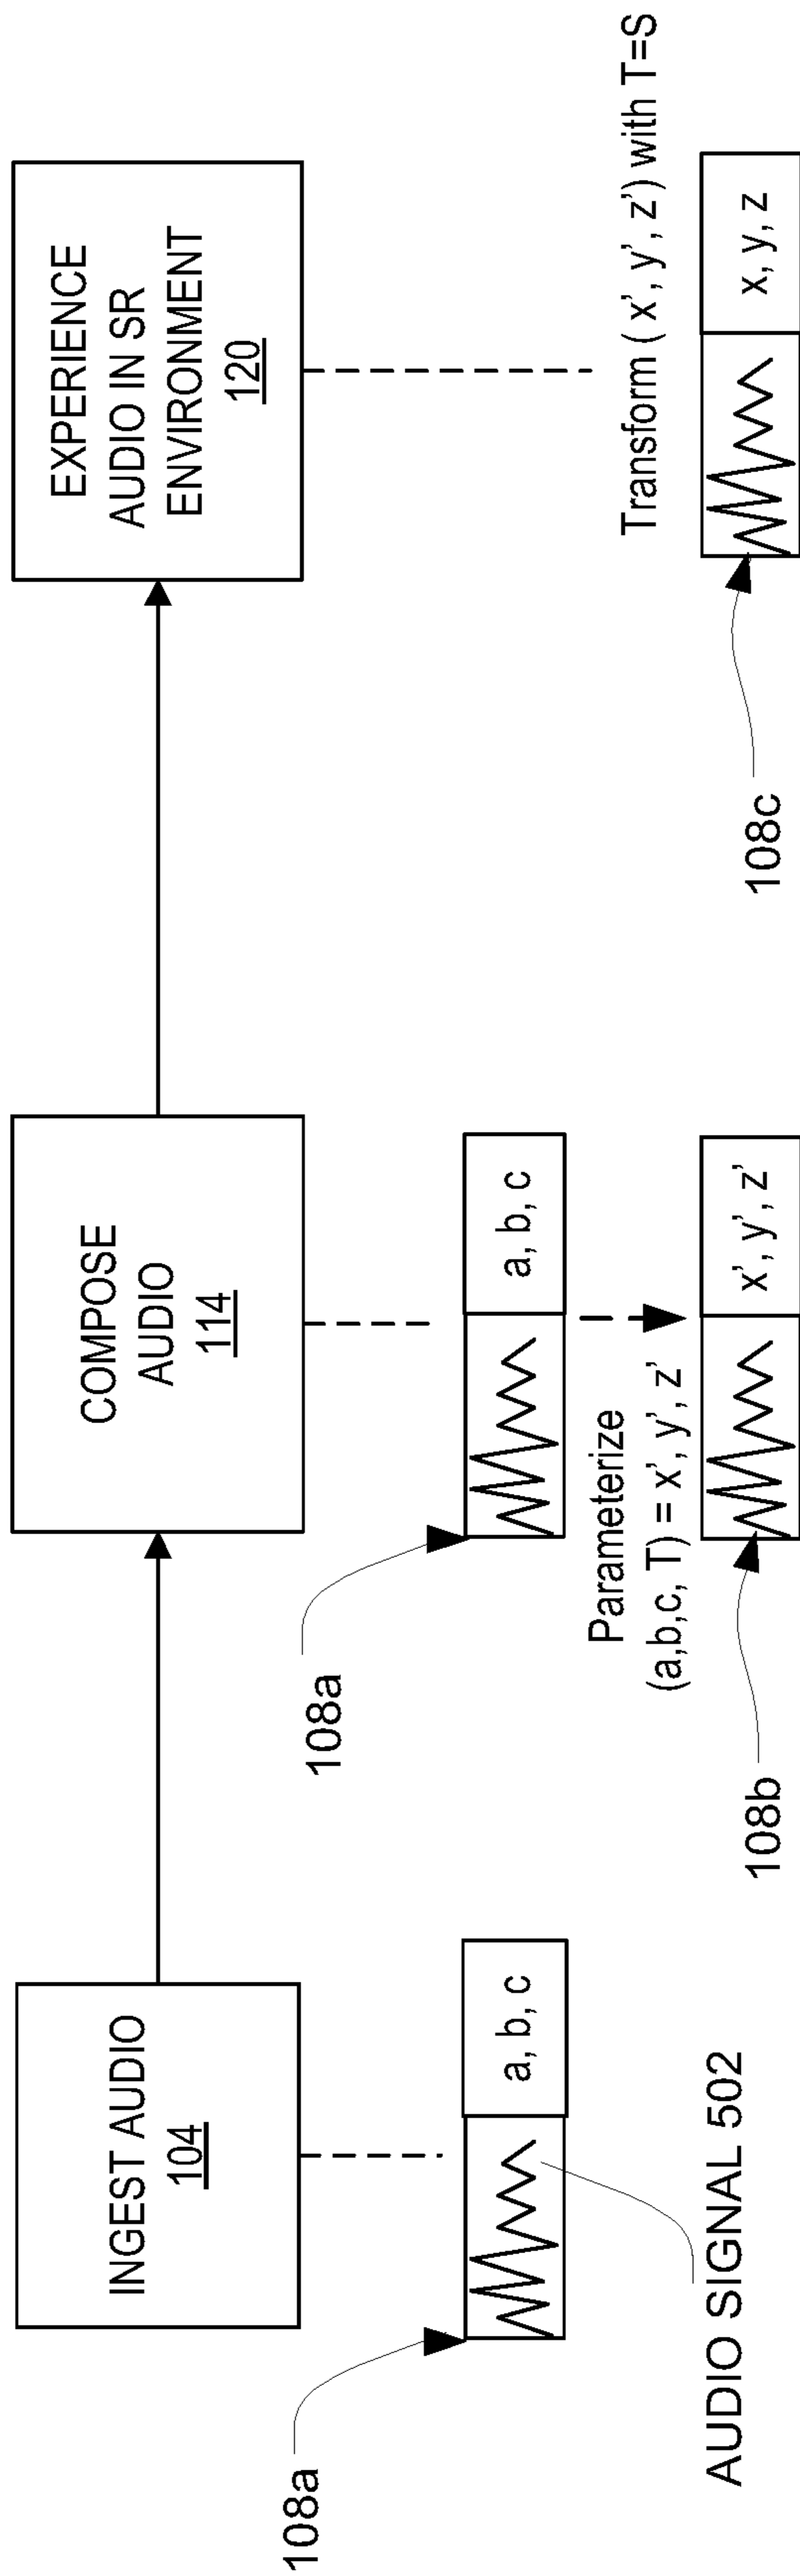 INGEST AUDIO
104
COMPOSE
AUDIO
114
EXPERIENCE
AUDIO IN SR
ENVIRONMENT
120
108a
a, b, c
AUDIO SIGNAL 502
108a
a, b, c
Parameterize
(a,b,c, T) = x', y', z'
108b
x', y', z'
Transform ( x', y', z') with T=S
108c
x, y, z